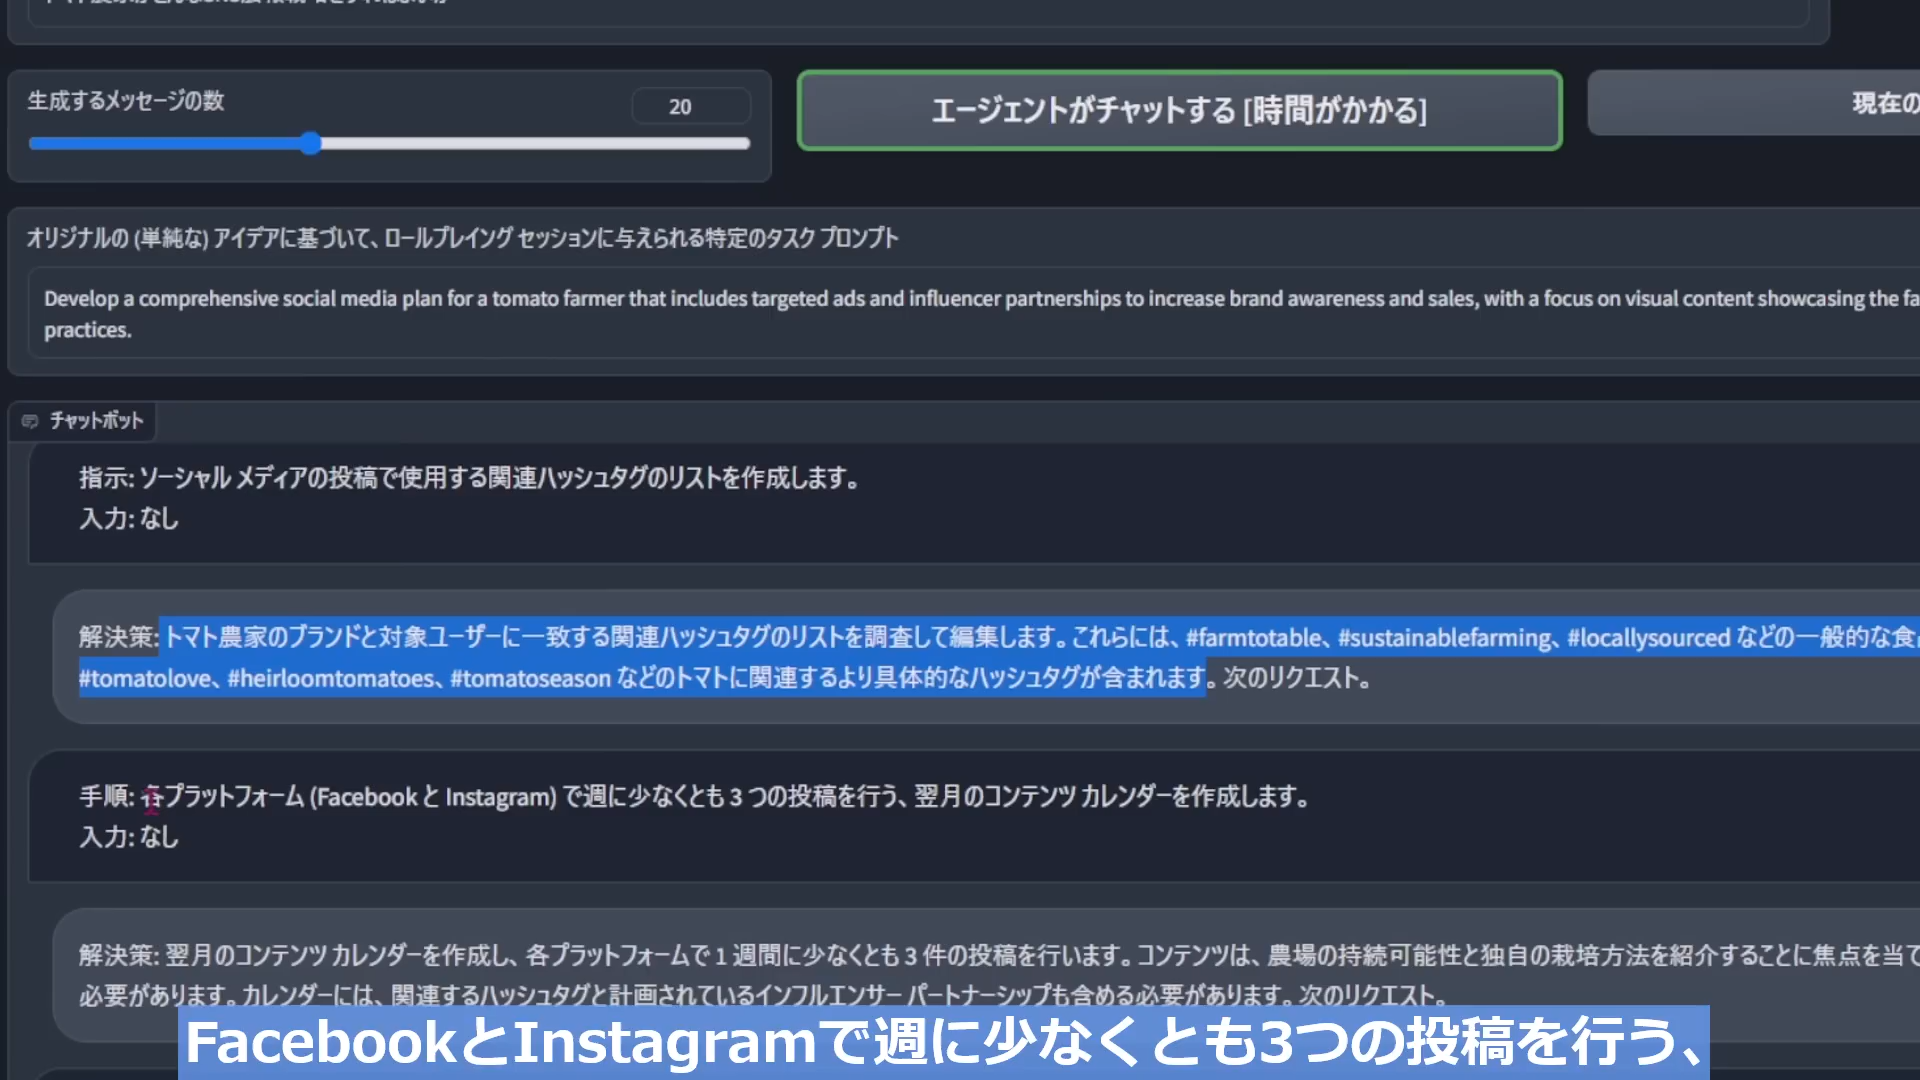 生成するメッセージの数
20
エージェントがチャットする [時間がかかる]
現在の
オリジナルの (単純な) アイデアに基づいて、ロールプレイング セッションに与えられる特定のタスク プロンプト
Develop a comprehensive social media plan for a tomato farmer that includes targeted ads and influencer partnerships to increase brand awareness and sales, with a focus on visual content showcasing the fa
practices.
チャットボット
指示: ソーシャル メディアの投稿で使用する関連ハッシュタグのリストを作成します。
入力: なし
解決策: トマト農家のブランドと対象ユーザーに一致する関連ハッシュタグのリストを調査して編集します。これらには、#farmtotable、#sustainablefarming、#locallysourced などの一般的な食
#tomatolove、#heirloomtomatoes、#tomatoseason などのトマトに関連するより具体的なハッシュタグが含まれます。次のリクエスト。
手順: 各プラットフォーム (Facebook と Instagram) で週に少なくとも 3 つの投稿を行う、翌月のコンテンツ カレンダーを作成します。
入力: なし
解決策: 翌月のコンテンツ カレンダーを作成し、各プラットフォームで 1 週間に少なくとも 3 件の投稿を行います。コンテンツは、農場の持続可能性と独自の栽培方法を紹介することに焦点を当て
必要があります。カレンダーには、関連するハッシュタグと計画されているインフルエンサー パートナーシップも含める必要があります。次のリクエスト。
FacebookとInstagramで週に少なくとも3つの投稿を行う、